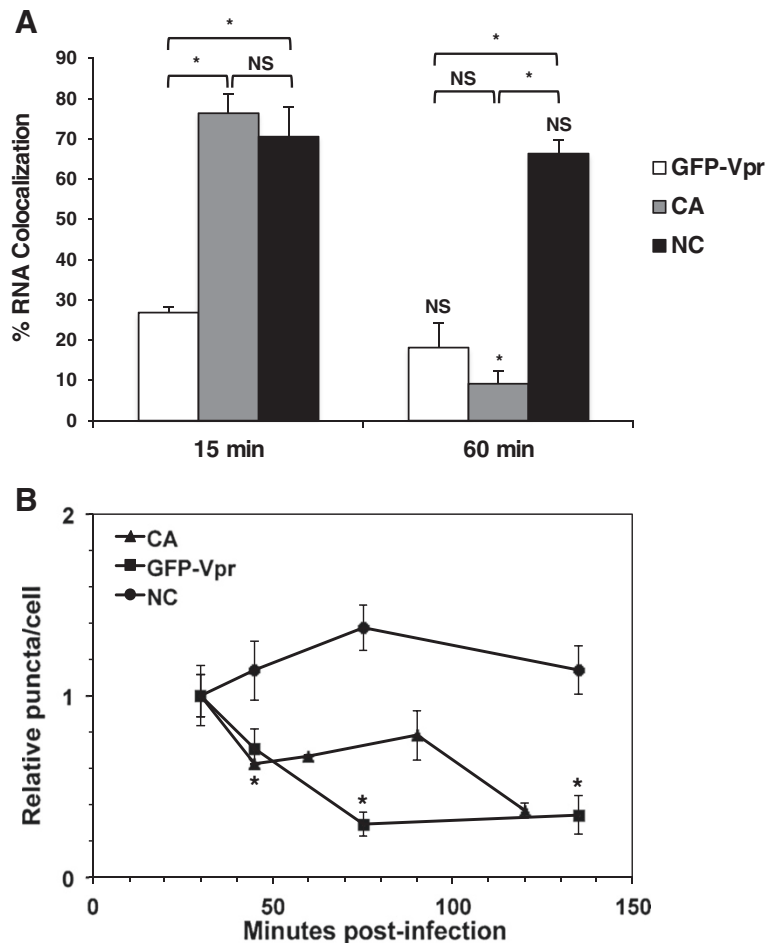 A
*
* NS
*
NS *
NS
NS
*
90
80
70
60
50
40
30
20
10
0
% RNA Colocalization
15 min 60 min
GFP-Vpr
CA
NC
B
2
1
0
Relative puncta/cell
CA
GFP-Vpr
NC
*
*
*
0 50 100 150
Minutes post-infection